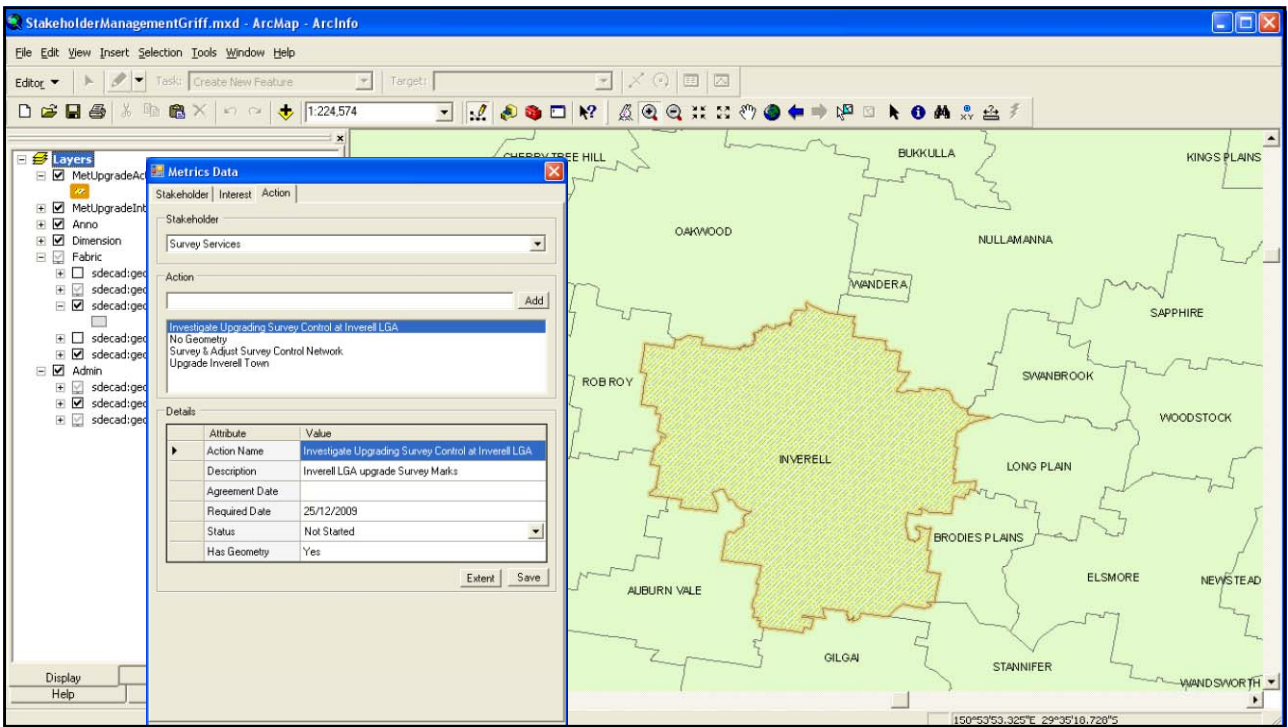 StakeholderManagementGriff.mxd - ArcMap - ArcInfo
File Edit View Insert Selection Tools Window Help
Editor Task: Create New Feature Target:
1:224,574
Layers
MetUpgradeAc
MetUpgradeInt
Anno
Dimension
Fabric
sdecad:geo
sdecad:geo
sdecad:geo
sdecad:geo
sdecad:geo
Admin
sdecad:geo
sdecad:geo
sdecad:geo
Display
Help
Metrics Data
Stakeholder Interest Action
Stakeholder
Survey Services
Action
Add
Investigate Upgrading Survey Control at Inverell LGA
No Geometry
Survey & Adjust Survey Control Network
Upgrade Inverell Town
Details
Attribute Value
Action Name Investigate Upgrading Survey Control at Inverell LGA
Description Inverell LGA upgrade Survey Marks
Agreement Date
Required Date 25/12/2009
Status Not Started
Has Geometry Yes
Extent Save
CHERRY TREE HILL
BUKKULLA
KINGS PLAINS
OAKWOOD
NULLAMANNA
WANDERA
SAPPHIRE
ROB ROY
SWANBROOK
WOODSTOCK
INVERELL
LONG PLAIN
BRODIES PLAINS
AUBURN VALE
ELSMORE
NEWSTEAD
GILGAI
STANNIFER
WANDSWORTH
150°53'53.325"E 29°35'18.728"S